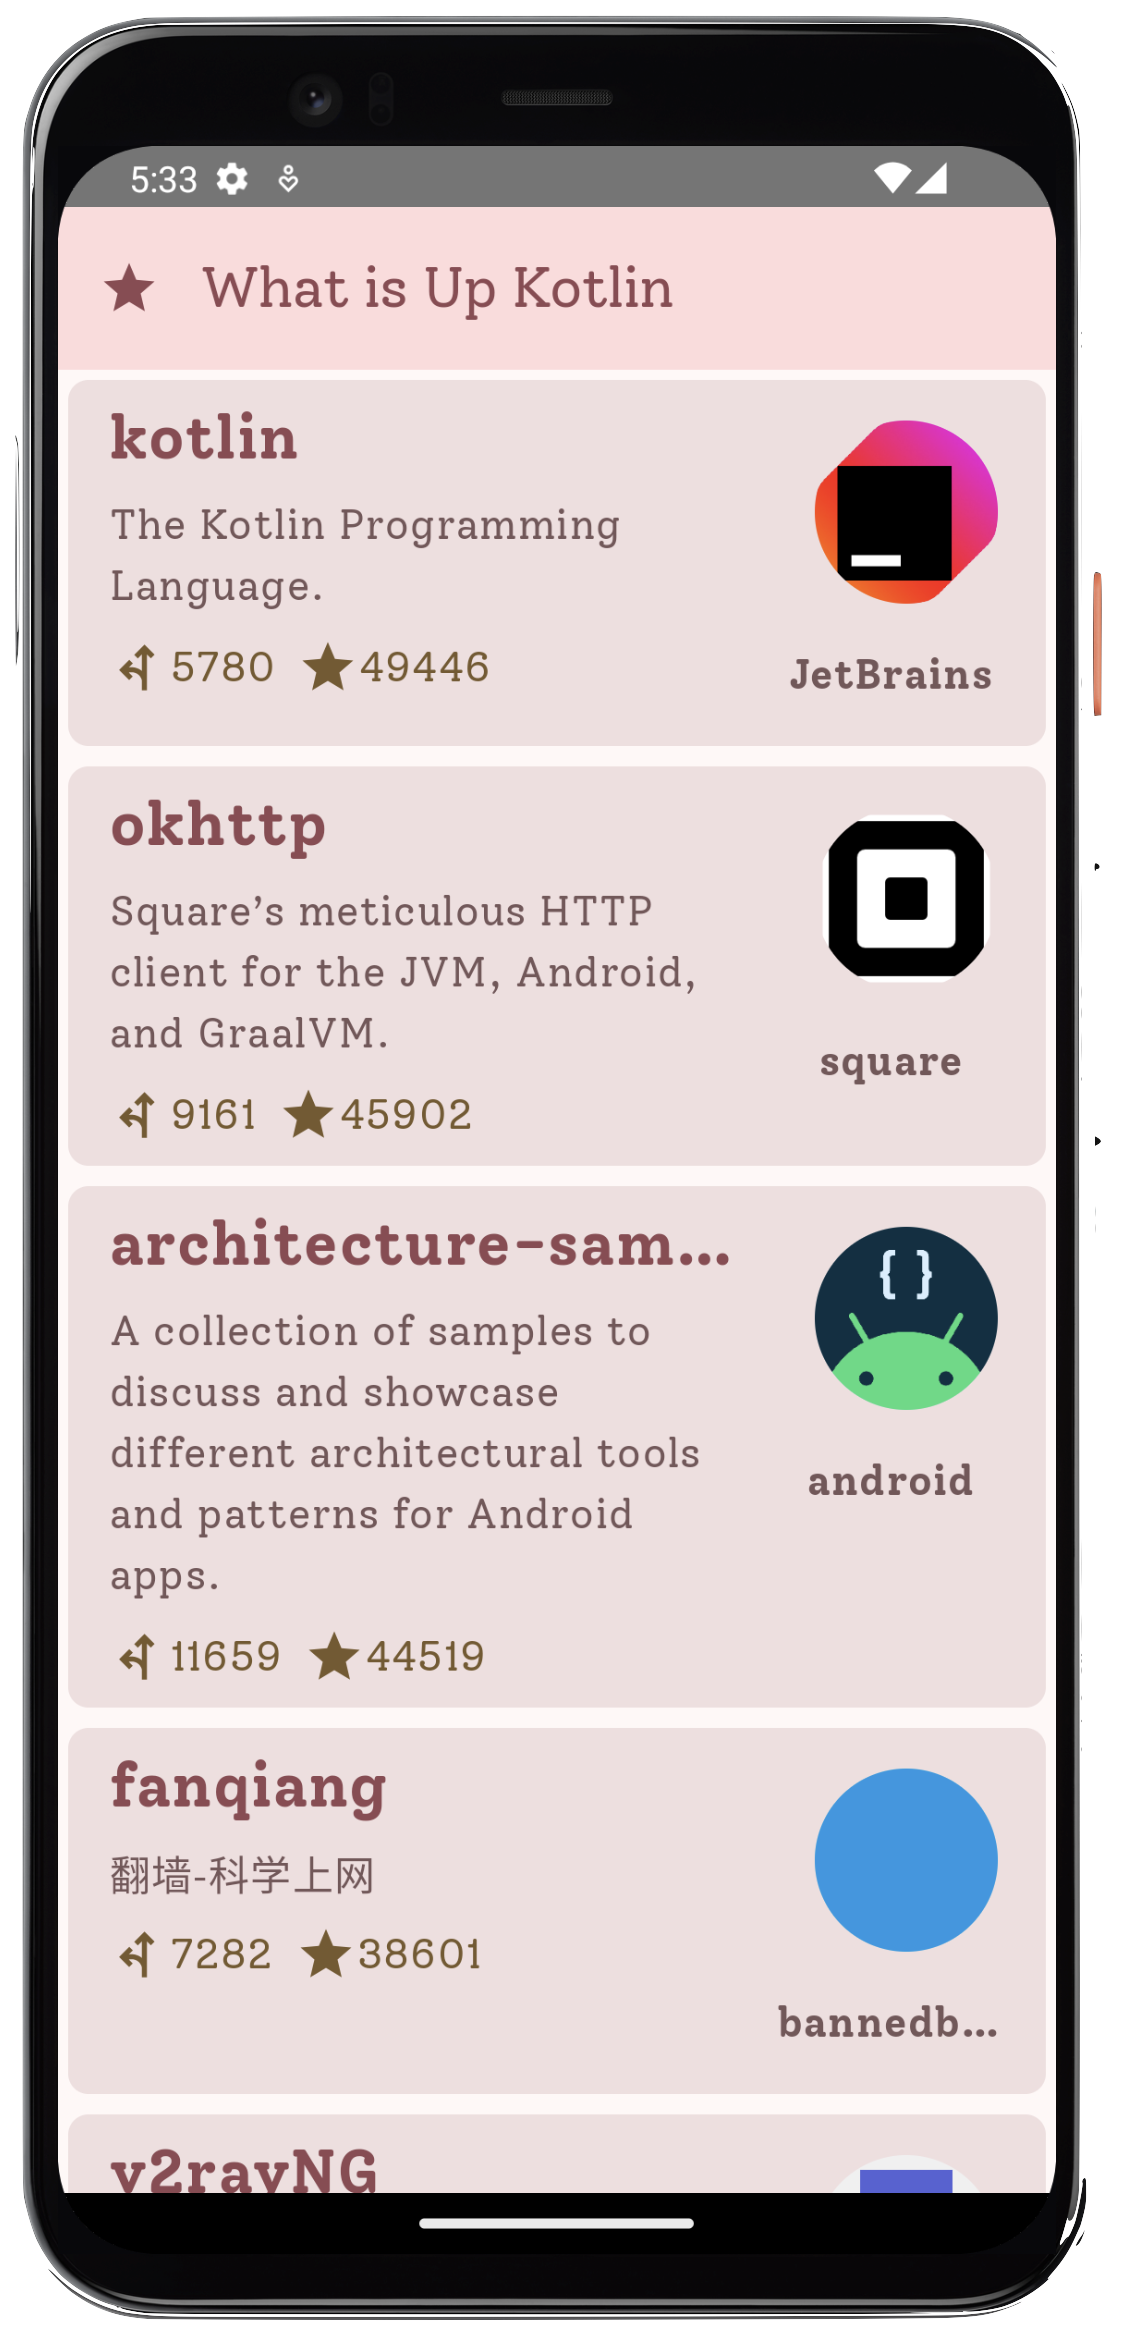 5:33
What is Up Kotlin
kotlin
The Kotlin Programming
Language.
5780 49446
JetBrains
okhttp
Square's meticulous HTTP
client for the JVM, Android,
and GraalVM.
9161 45902
square
architecture-sam...
A collection of samples to
discuss and showcase
different architectural tools
and patterns for Android
apps.
11659 44519
android
{ }
fanqiang
翻墙-科学上网
7282 38601
bannedb...
v2rayNG